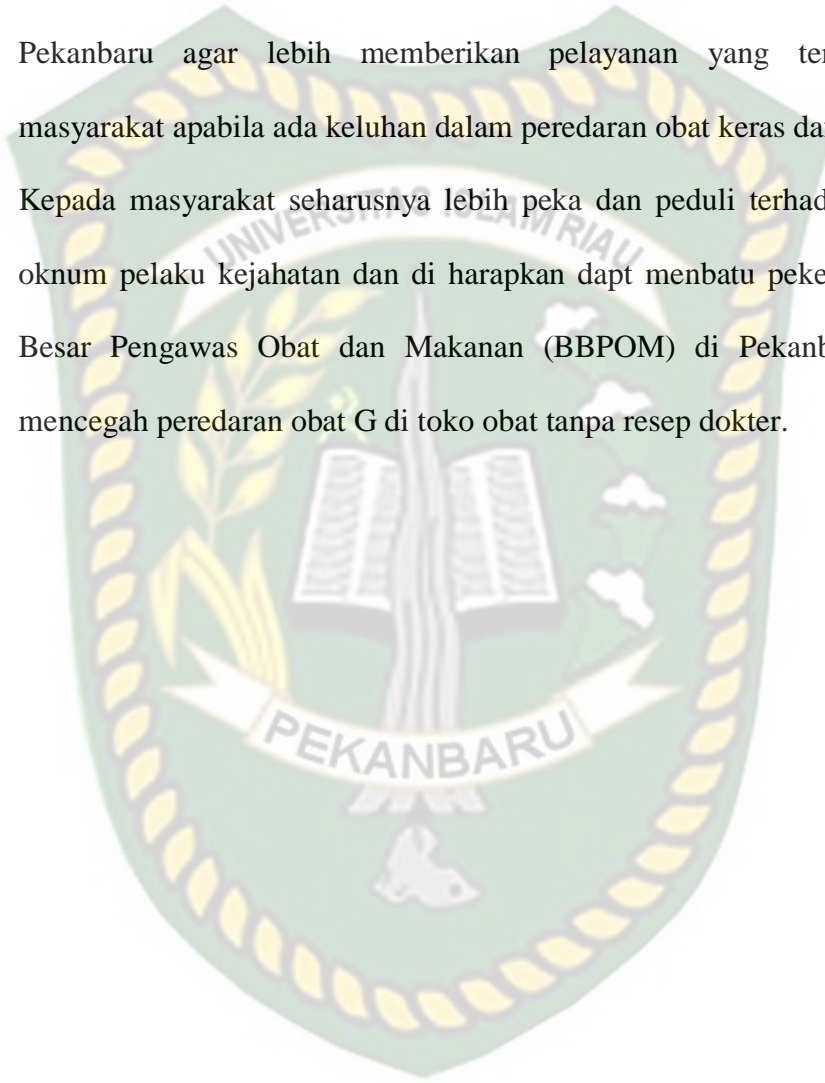 Pekanbaru agar lebih memberikan pelayanan yang
masyarakat apabila ada keluhan dalam peredaran obat keras
Kepada masyarakat seharusnya lebih peka dan peduli
oknum pelaku kejahatan dan di harapkan dapt menbatu
Besar Pengawas Obat dan Makanan (BBPOM) di
mencegah peredaran obat G di toko obat tanpa resep dokter.
UNIVERSITAS ISLAM RIAU
PEKANBARU